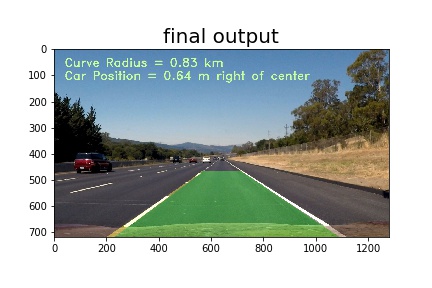 final output
Curve Radius = 0.83 km
Car Position = 0.64 m right of center
0
100
200
300
400
500
600
700
0 200 400 600 800 1000 1200